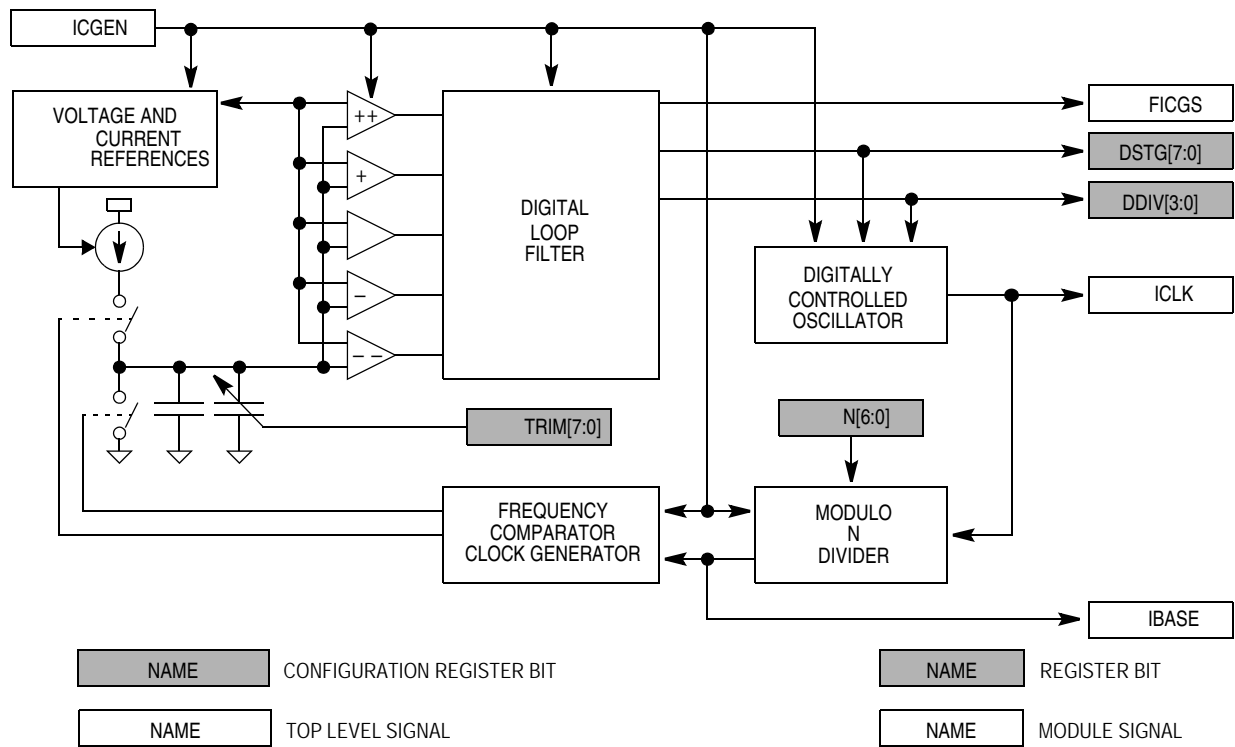 ICGEN
VOLTAGE AND
CURRENT
REFERENCES
++
+
−
− −
DIGITAL
LOOP
FILTER
FICGS
DSTG[7:0]
DDIV[3:0]
DIGITALLY
CONTROLLED
OSCILLATOR
ICLK
TRIM[7:0]
N[6:0]
FREQUENCY
COMPARATOR
CLOCK GENERATOR
MODULO
N
DIVIDER
IBASE
NAME CONFIGURATION REGISTER BIT
NAME REGISTER BIT
NAME TOP LEVEL SIGNAL
NAME MODULE SIGNAL